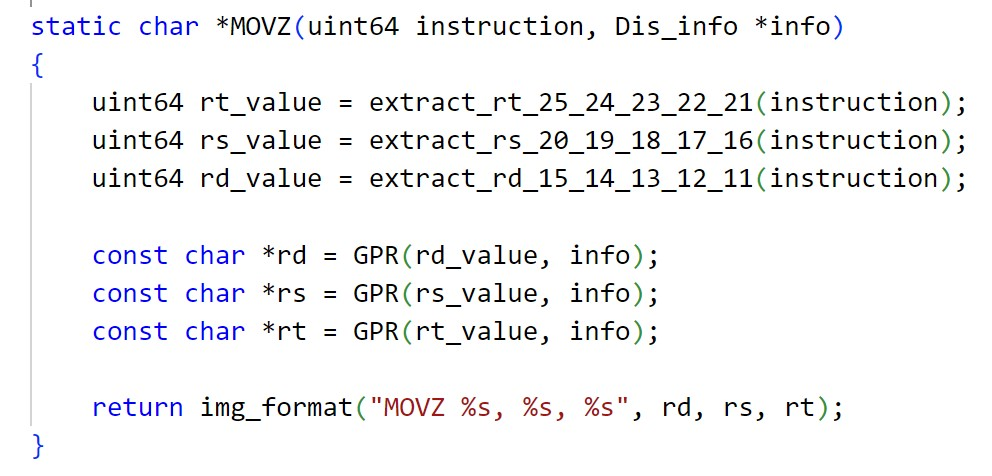 static char *MOVZ(uint64 instruction, Dis_info *info)
{
    uint64 rt_value = extract_rt_25_24_23_22_21(instruction);
    uint64 rs_value = extract_rs_20_19_18_17_16(instruction);
    uint64 rd_value = extract_rd_15_14_13_12_11(instruction);

    const char *rd = GPR(rd_value, info);
    const char *rs = GPR(rs_value, info);
    const char *rt = GPR(rt_value, info);

    return img_format("MOVZ %s, %s, %s", rd, rs, rt);
}